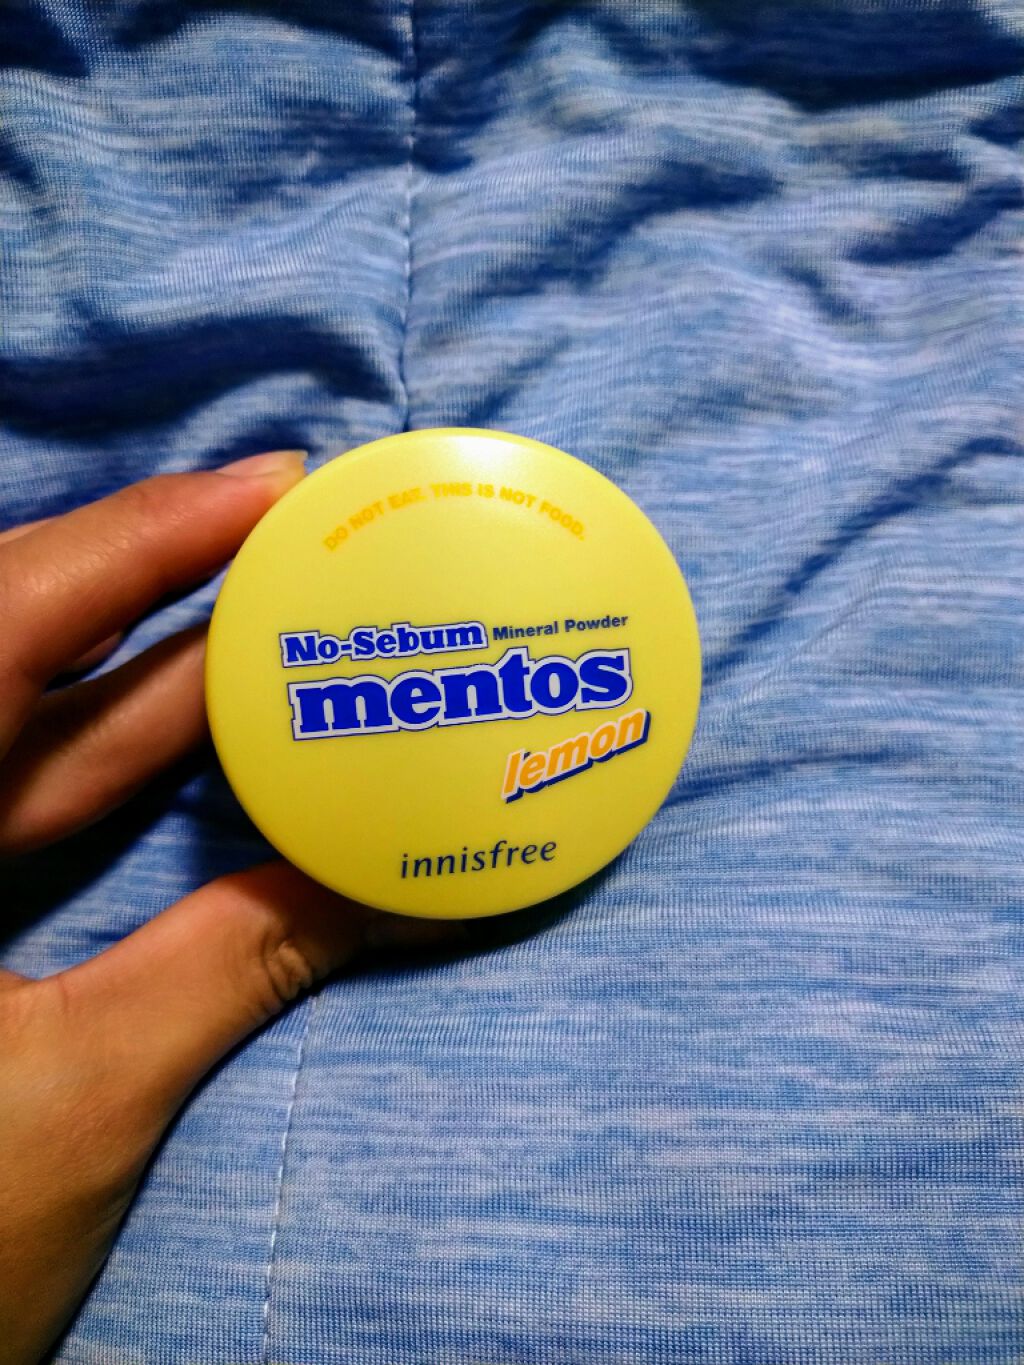 DO NOT EAT. THIS IS NOT FOOD.
No-Sebum Mineral Powder
mentos
lemon
innisfree